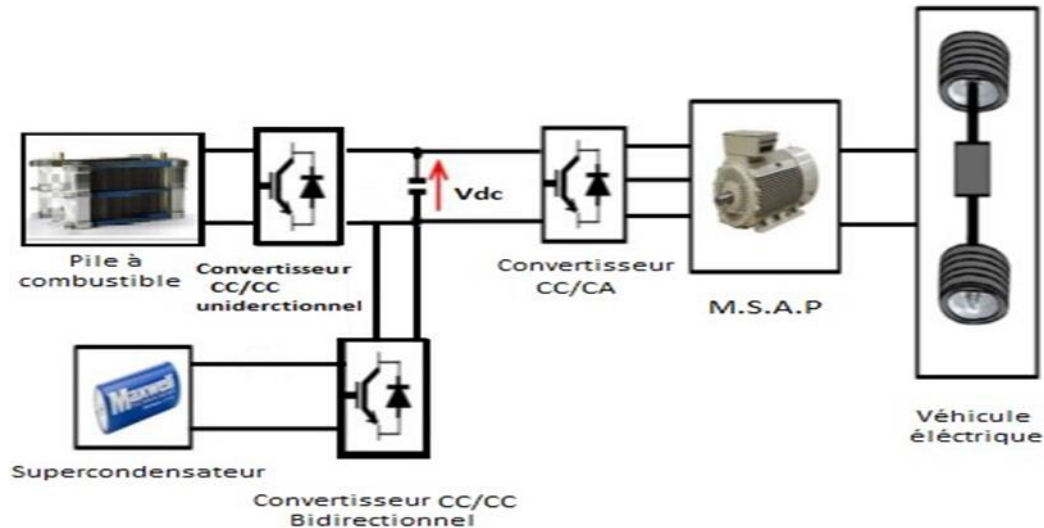 Vdc
Pile à
combustible
Convertisseur
CC/CC
uniderctionnel
Convertisseur
CC/CA
M.S.A.P
Maxwell
Supercondensateur
Convertisseur CC/CC
Bidirectionnel
Véhicule
éléctrique